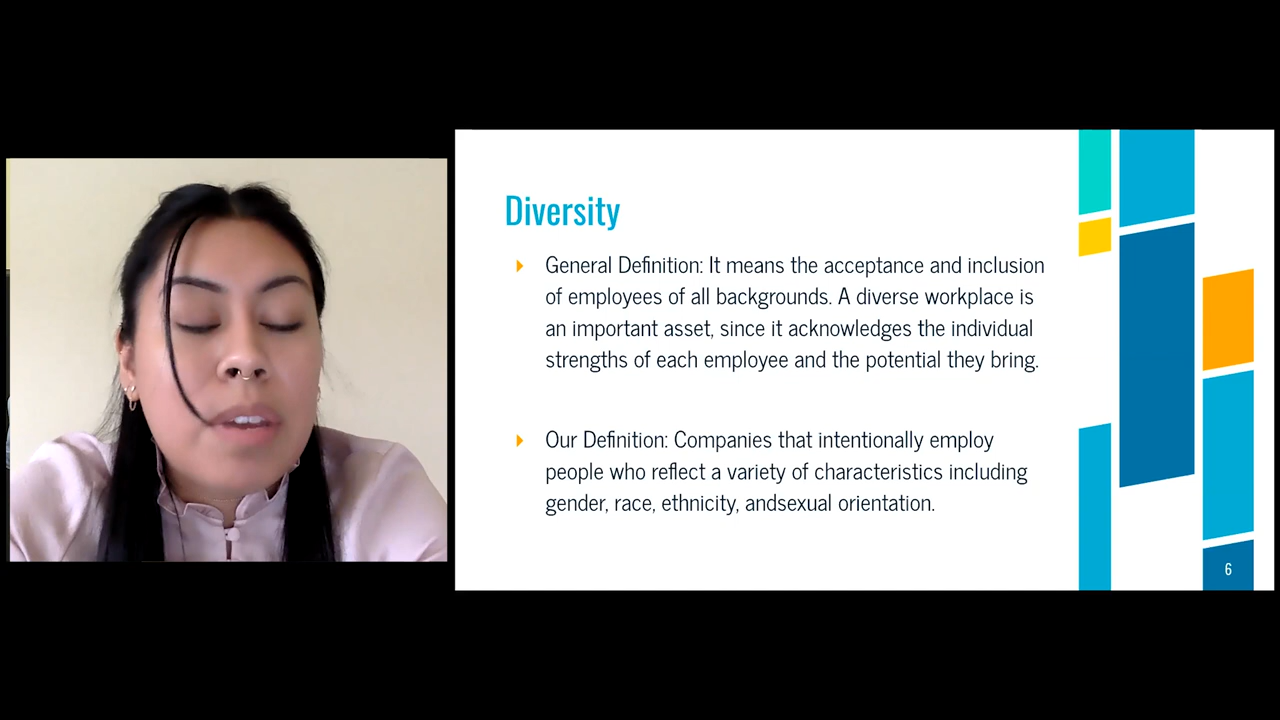 Diversity
General Definition: It means the acceptance and inclusion
of employees of all backgrounds. A diverse workplace is
an important asset, since it acknowledges the individual
strengths of each employee and the potential they bring.
Our Definition: Companies that intentionally employ
people who reflect a variety of characteristics including
gender, race, ethnicity, andsexual orientation.
6